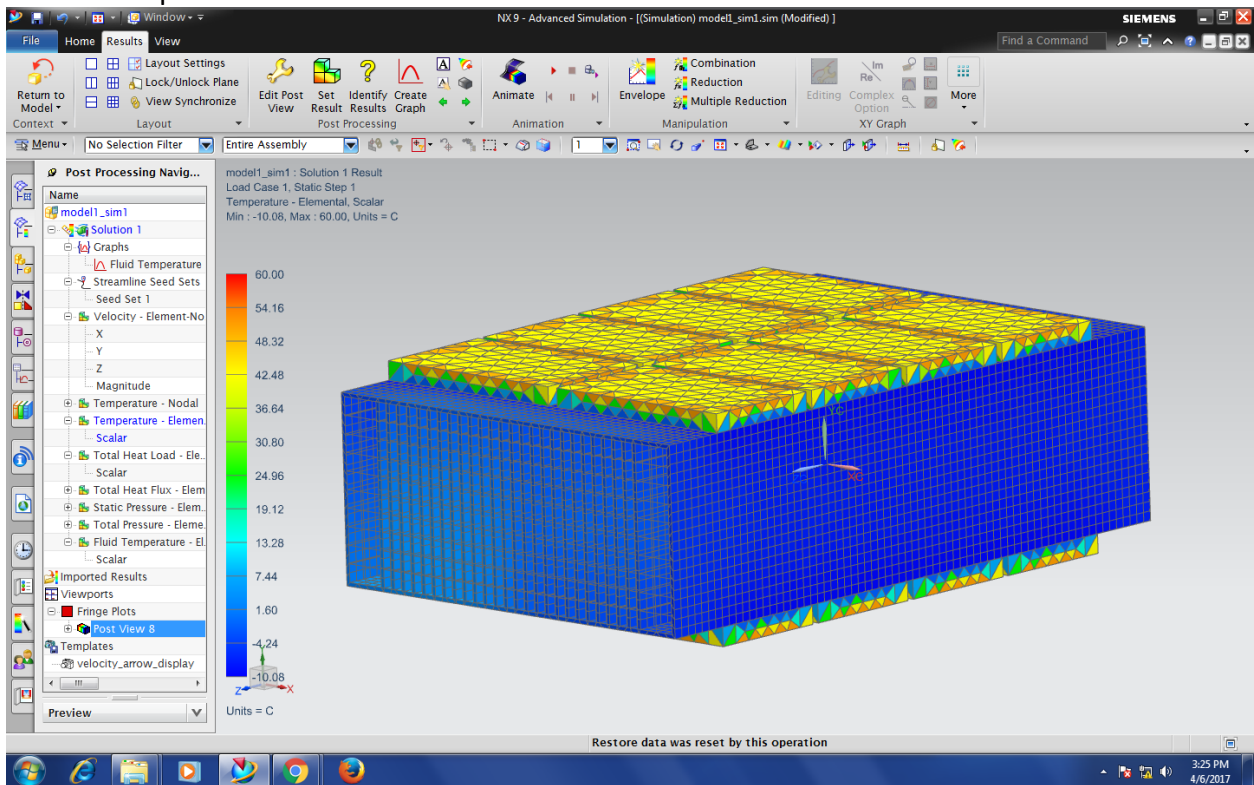 Window
NX 9 - Advanced Simulation - [(Simulation) model1_sim1.sim (Modified) ]
SIEMENS
File Home Results View
Find a Command
Return to Model
Layout Settings
Lock/Unlock Plane
View Synchronize
Edit Post View
Set Result
Identify Results
Create Graph
Animate
Envelope
Combination
Reduction
Multiple Reduction
Editing
Complex Option
Im
Re
More
Context
Layout
Post Processing
Animation
Manipulation
XY Graph
Menu
No Selection Filter
Entire Assembly
1
Post Processing Navig...
Name
model1_sim1
Solution 1
Graphs
Fluid Temperature
Streamline Seed Sets
Seed Set 1
Velocity - Element-No
X
Y
Z
Magnitude
Temperature - Nodal
Temperature - Elemen.
Scalar
Total Heat Load - Ele..
Scalar
Total Heat Flux - Elem
Static Pressure - Elem..
Total Pressure - Eleme.
Fluid Temperature - El.
Scalar
Imported Results
Viewports
Fringe Plots
Post View 8
Templates
velocity_arrow_display
Preview
model1_sim1 : Solution 1 Result
Load Case 1, Static Step 1
Temperature - Elemental, Scalar
Min : -10.08, Max : 60.00, Units = C
60.00
54.16
48.32
42.48
36.64
30.80
24.96
19.12
13.28
7.44
1.60
-4.24
-10.08
Units = C
Z
X
YC
XC
Restore data was reset by this operation
3:25 PM
4/6/2017